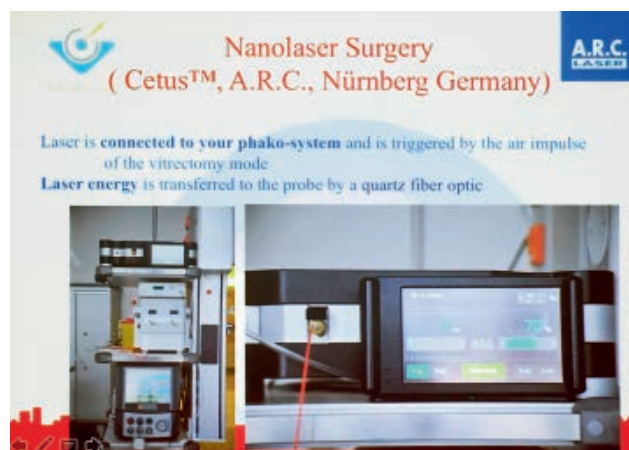 Nanolaser Surgery
( Cetus™, A.R.C., Nürnberg Germany)
A.R.C.
LASER
Laser is connected to your phako-system and is triggered by the air impulse
of the vitrectomy mode
Laser energy is transferred to the probe by a quartz fiber optic